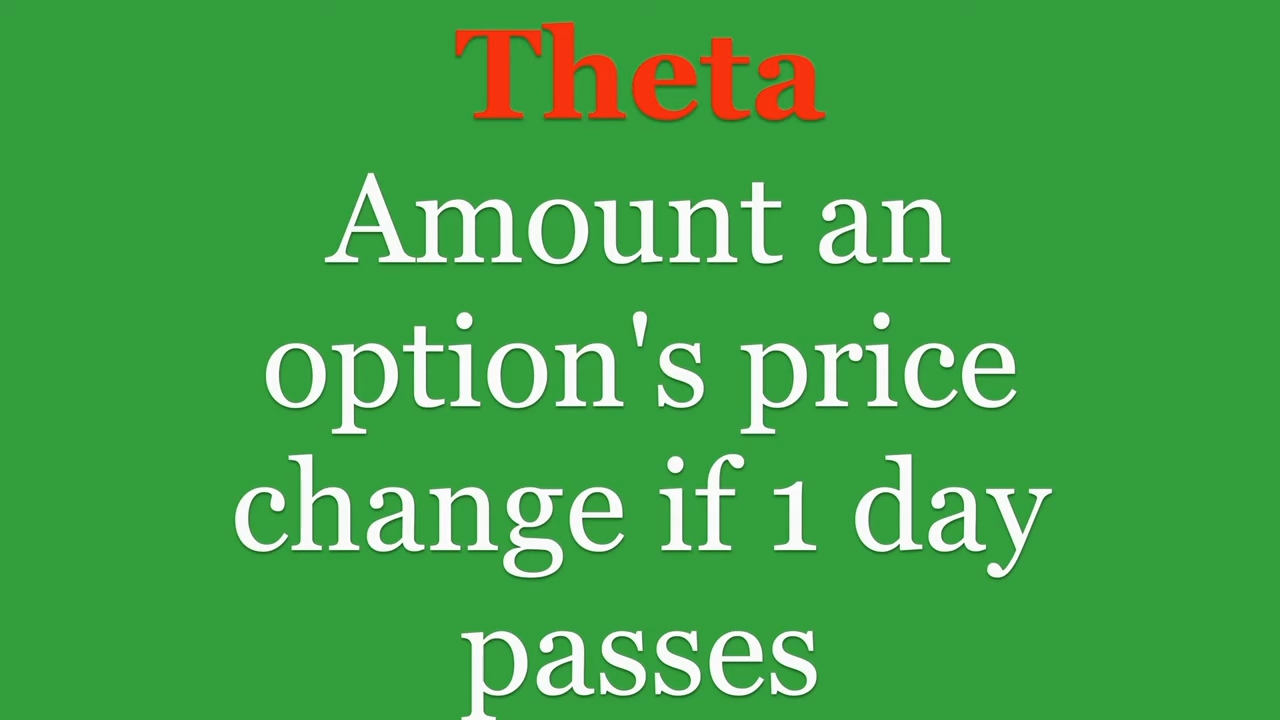 Theta
Amount an
option's price
change if 1 day
passes